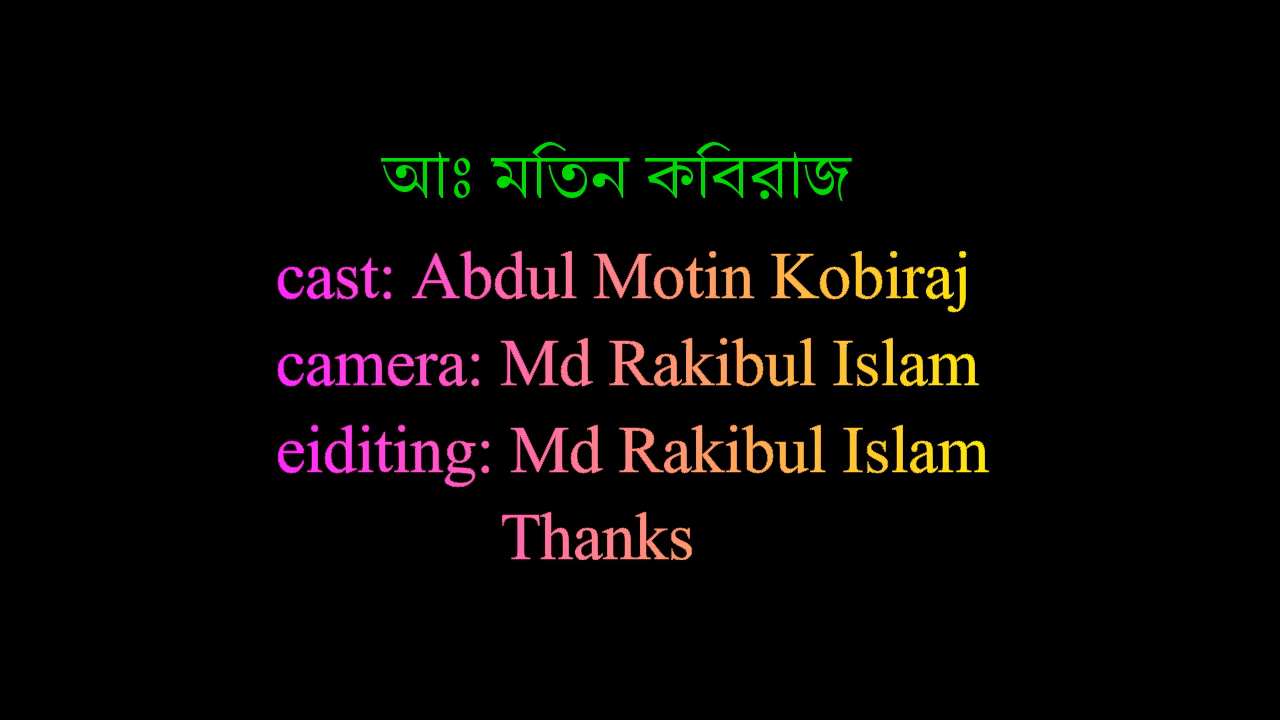 আঃ মতিন কবিরাজ
cast: Abdul Motin Kobiraj
camera: Md Rakibul Islam
eiditing: Md Rakibul Islam
Thanks